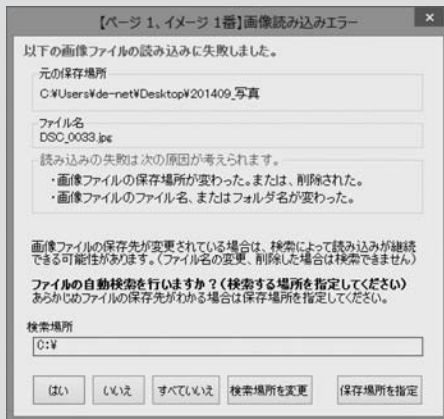 【ページ 1、イメージ 1番】画像読み込みエラー
×
以下の画像ファイルの読み込みに失敗しました。
元の保存場所
C:¥Users¥de-net¥Desktop¥201409_写真
ファイル名
DSC_0033.jpg
読み込みの失敗は次の原因が考えられます。
・画像ファイルの保存場所が変わった。または、削除された。
・画像ファイルのファイル名、またはフォルダ名が変わった。
画像ファイルの保存先が変更されている場合は、検索によって読み込みが継続
できる可能性があります。（ファイル名の変更、削除した場合は検索できません）
ファイルの自動検索を行いますか？（検索する場所を指定してください）
あらかじめファイルの保存先がわかる場合は保存場所を指定してください。
検索場所
C:¥
はい いいえ すべていいえ 検索場所を変更 保存場所を指定